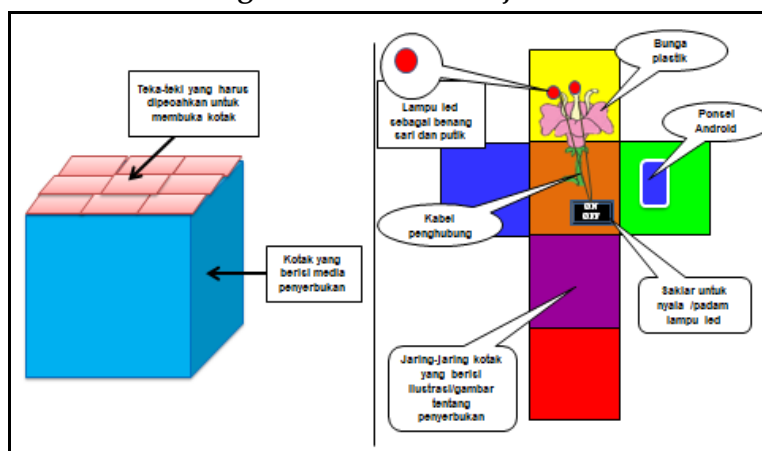 Teka-teki yang harus
dipecahkan untuk
membuka kotak
Kotak yang
berisi media
penyerbukan
Lampu led
sebagai benang
sari dan putik
Bunga
plastik
Ponsel
Android
Kabel
penghubung
ON
OFF
Saklar untuk
nyala /padam
lampu led
Jaring-jaring kotak
yang berisi
ilustrasi/gambar
tentang
penyerbukan